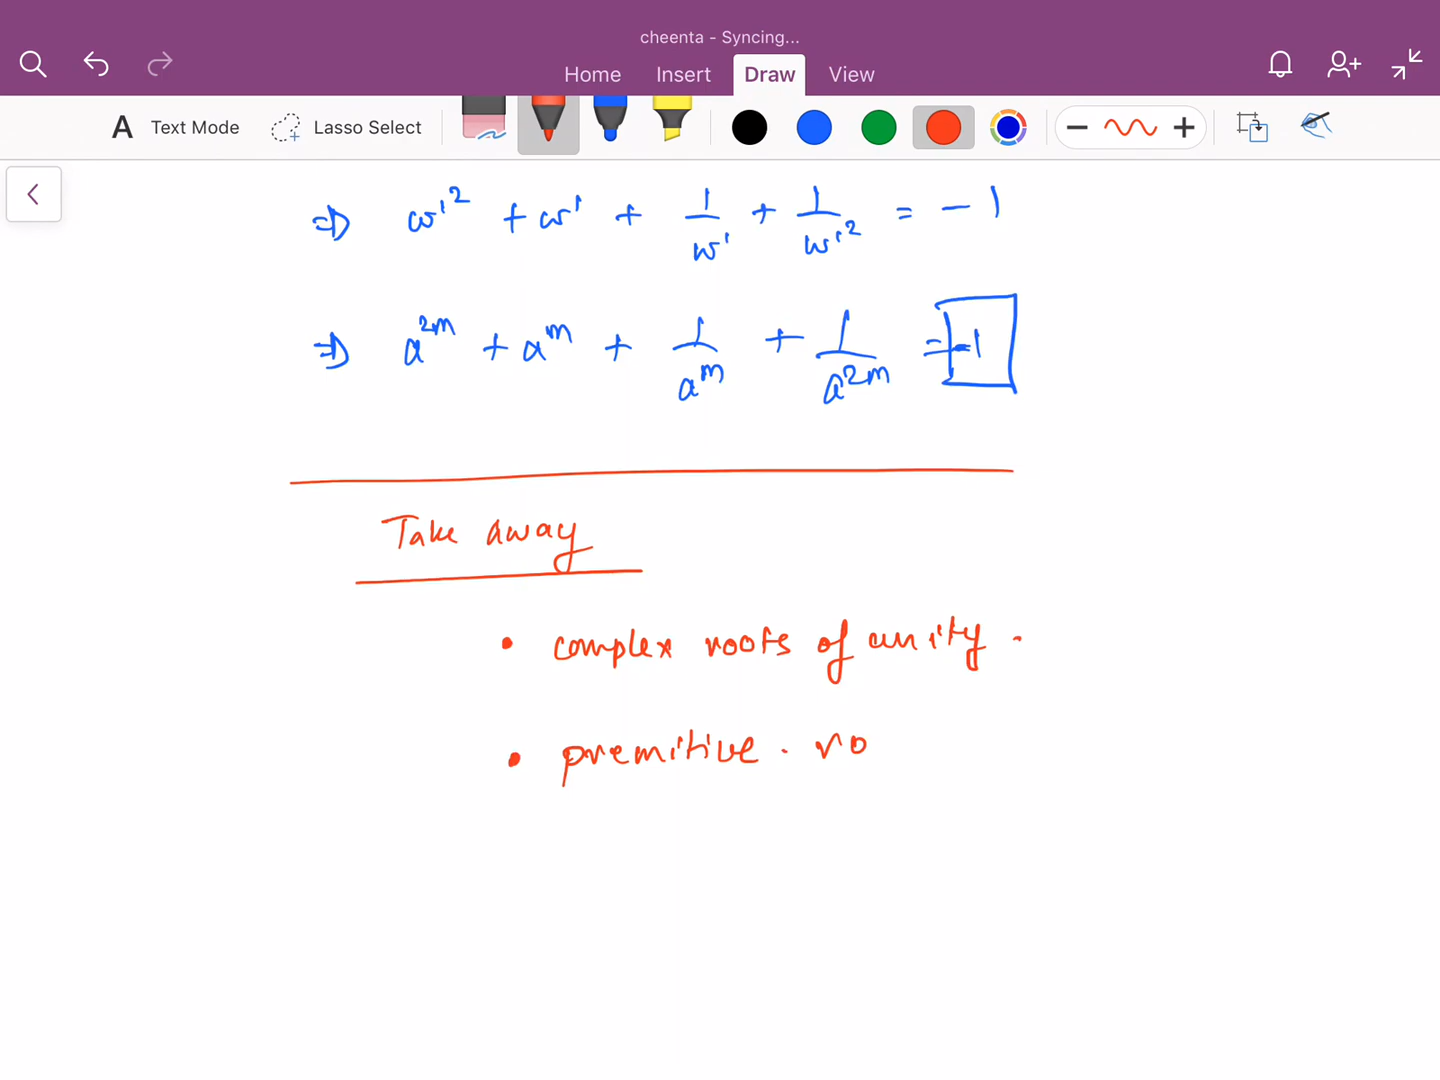 cheenta - Syncing...
Home Insert Draw View
A Text Mode Lasso Select
⇒ ω'² + ω' + 1/ω' + 1/ω'² = -1
⇒ a^2m + a^m + 1/a^m + 1/a^2m = -1
Take away
• complex roots of unity.
• premitive. ro